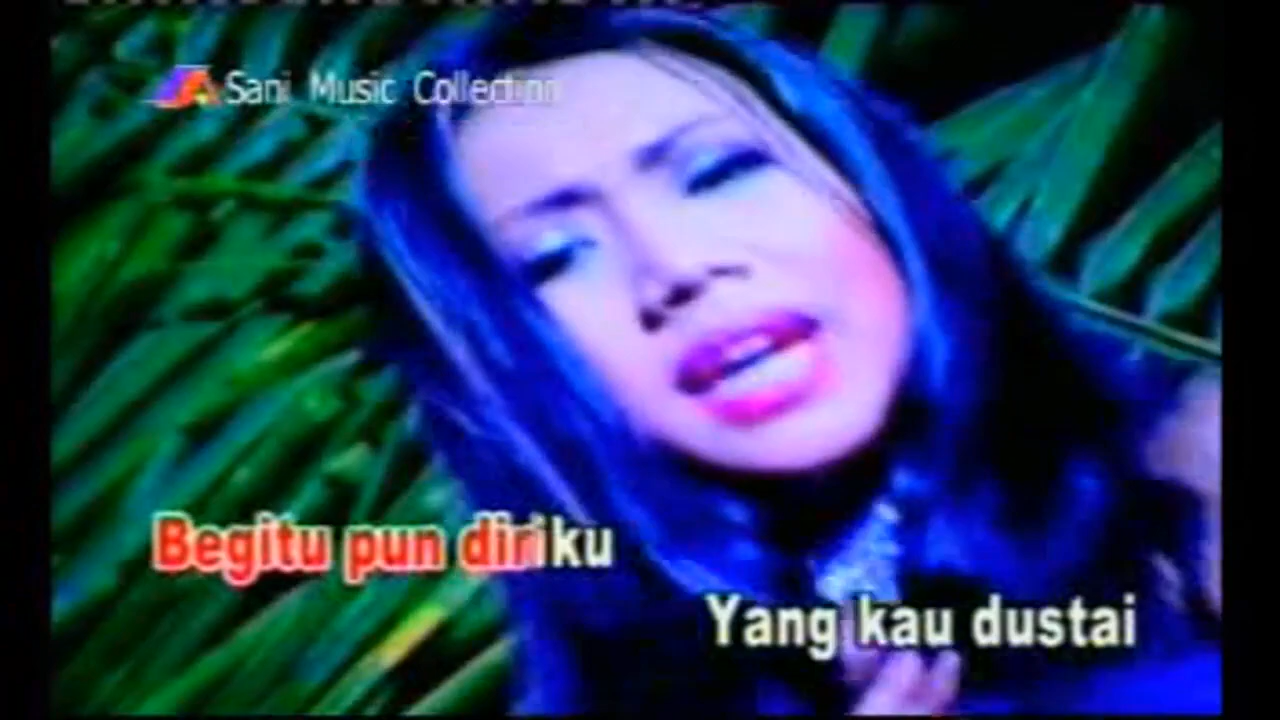 Sani Music Collection
Begitu pun diriku
Yang kau dustai